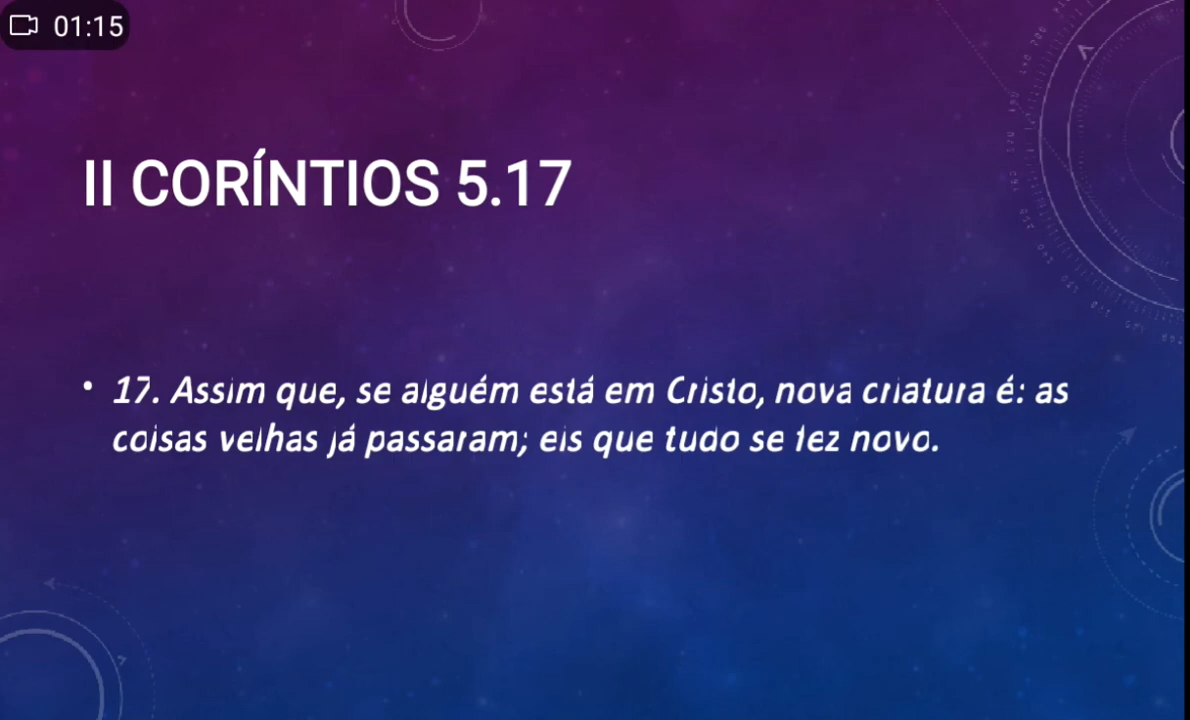 01:15
II CORÍNTIOS 5.17
• 17. Assim que, se alguém está em Cristo, nova criatura é: as
coisas velhas já passaram; eis que tudo se fez novo.